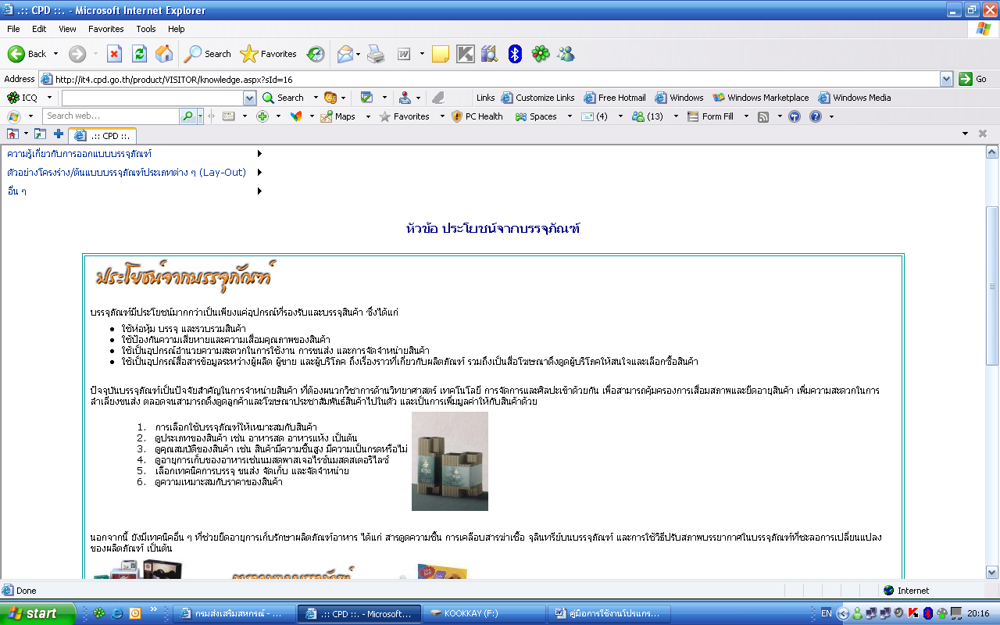 .:: CPD ::. - Microsoft Internet Explorer
File Edit View Favorites Tools Help
Back Search Favorites
Address http://it4.cpd.go.th/product/VISITOR/knowledge.aspx?sId=16 Go
ICQ Search Links Customize Links Free Hotmail Windows Windows Marketplace Windows Media
Search web... Maps Favorites PC Health Spaces (4) (13) Form Fill
.:: CPD ::.
ความรู้เกี่ยวกับการออกแบบบรรจุภัณฑ์
ตัวอย่างโครงร่าง/ต้นแบบบรรจุภัณฑ์ประเภทต่าง ๆ (Lay-Out)
อื่น ๆ
หัวข้อ ประโยชน์จากบรรจุภัณฑ์
ประโยชน์จากบรรจุภัณฑ์
บรรจุภัณฑ์มีประโยชน์มากกว่าเป็นเพียงแค่อุปกรณ์ที่รองรับและบรรจุสินค้า ซึ่งได้แก่
ใช้ห่อหุ้ม บรรจุ และรวบรวมสินค้า
ใช้ป้องกันความเสียหายและความเสื่อมคุณภาพของสินค้า
ใช้เป็นอุปกรณ์อำนวยความสะดวกในการใช้งาน การขนส่ง และการจัดจำหน่ายสินค้า
ใช้เป็นอุปกรณ์สื่อสารข้อมูลระหว่างผู้ผลิต ผู้ขาย และผู้บริโภค ถึงเรื่องราวที่เกี่ยวกับผลิตภัณฑ์ รวมถึงเป็นสื่อโฆษณาดึงดูดผู้บริโภคให้สนใจและเลือกซื้อสินค้า
ปัจจุบันบรรจุภัณฑ์เป็นปัจจัยสำคัญในการจำหน่ายสินค้า ที่ต้องผนวกวิชาการด้านวิทยาศาสตร์ เทคโนโลยี การจัดการและศิลปะเข้าด้วยกัน เพื่อสามารถคุ้มครองการเสื่อมสภาพและยืดอายุสินค้า เพิ่มความสะดวกในการ
ลำเลียงขนส่ง ตลอดจนสามารถดึงดูดลูกค้าและโฆษณาประชาสัมพันธ์สินค้าไปในตัว และเป็นการเพิ่มมูลค่าให้กับสินค้าด้วย
1. การเลือกใช้บรรจุภัณฑ์ให้เหมาะสมกับสินค้า
2. ดูประเภทของสินค้า เช่น อาหารสด อาหารแห้ง เป็นต้น
3. ดูคุณสมบัติของสินค้า เช่น สินค้ามีความชื้นสูง มีความเป็นกรดหรือไม่
4. ดูอายุการเก็บของอาหารเช่นนมสดพาสเจอไรซ์นมสดสเตอริไลซ์
5. เลือกเทคนิคการบรรจุ ขนส่ง จัดเก็บ และจัดจำหน่าย
6. ดูความเหมาะสมกับราคาของสินค้า
นอกจากนี้ ยังมีเทคนิคอื่น ๆ ที่ช่วยยืดอายุการเก็บรักษาผลิตภัณฑ์อาหาร ได้แก่ สารดูดความชื้น การเคลือบสารฆ่าเชื้อ จุลินทรีย์บนบรรจุภัณฑ์ และการใช้วิธีปรับสภาพบรรยากาศในบรรจุภัณฑ์ที่ชะลอการเปลี่ยนแปลง
ของผลิตภัณฑ์ เป็นต้น
Done Internet
start กรมส่งเสริมสหกรณ์ - ... .:: CPD ::. - Microsoft... KOOKKAY (F:) คู่มือการใช้งานโปรแกร... EN 20:16